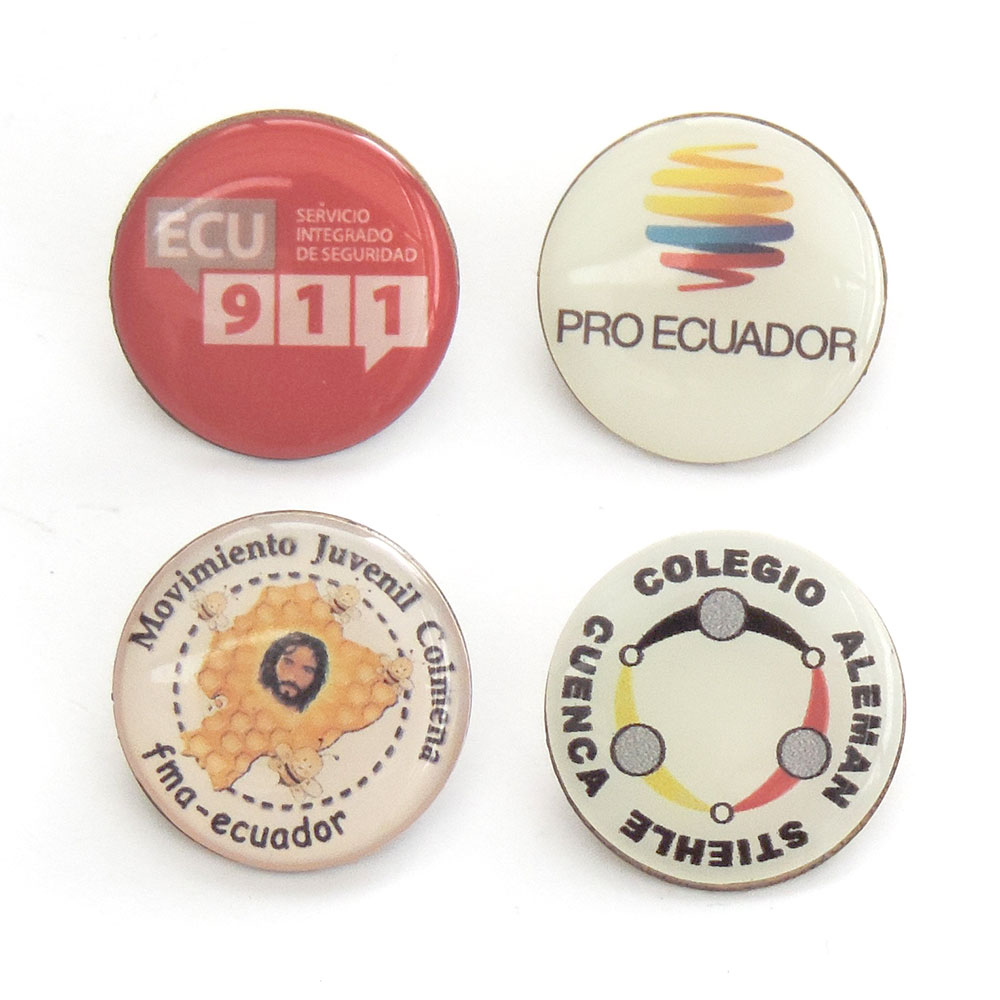 ECU
SERVICIO
INTEGRADO
DE SEGURIDAD
911
PRO ECUADOR
Movimiento Juvenil Colmena
fma-ecuador
COLEGIO ALEMAN STIEHLE CUENCA